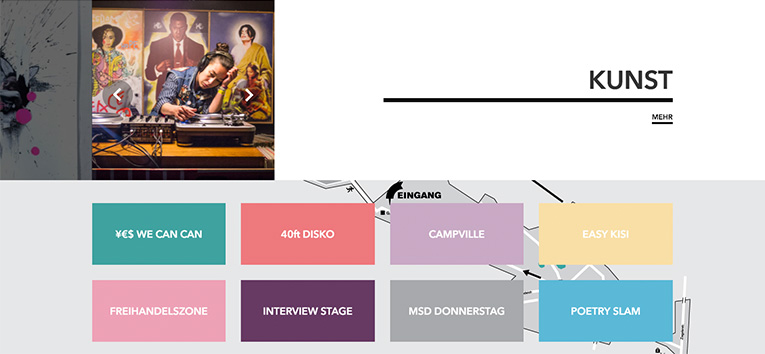 KUNST
MEHR
EINGANG
¥€$ WE CAN CAN
40ft DISKO
CAMPVILLE
EASY KISI
FREIHANDELSZONE
INTERVIEW STAGE
MSD DONNERSTAG
POETRY SLAM